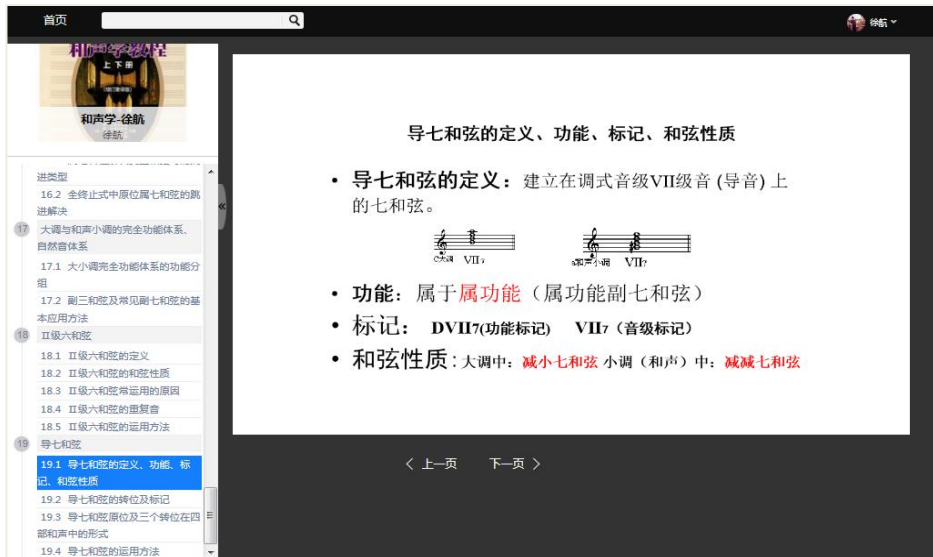 首页
徐航
和声学教程
上下册
和声学-徐航
徐航
进类型
16.2 全终止式中原位属七和弦的跳
进解决
17 大调与和声小调的完全功能体系、
自然音体系
17.1 大小调完全功能体系的功能分
组
17.2 副三和弦及常见副七和弦的基
本应用方法
18 II级六和弦
18.1 II级六和弦的定义
18.2 II级六和弦的和弦性质
18.3 II级六和弦常运用的原因
18.4 II级六和弦的重复音
18.5 II级六和弦的运用方法
19 导七和弦
19.1 导七和弦的定义、功能、标
记、和弦性质
19.2 导七和弦的转位及标记
19.3 导七和弦原位及三个转位在四
部和声中的形式
19.4 导七和弦的运用方法
导七和弦的定义、功能、标记、和弦性质
• 导七和弦的定义：建立在调式音级VII级音 (导音) 上
的七和弦。
C大调 VII7 a和声小调 VII7
• 功能：属于属功能（属功能副七和弦）
• 标记： DVII7(功能标记) VII7（音级标记）
• 和弦性质：大调中：减小七和弦 小调（和声）中：减减七和弦
〈 上一页 下一页 〉